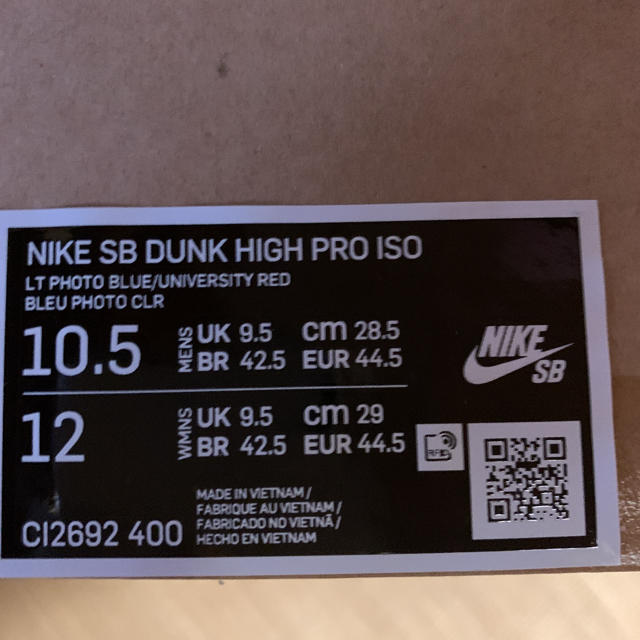 NIKE SB DUNK HIGH PRO ISO
LT PHOTO BLUE/UNIVERSITY RED
BLEU PHOTO CLR
10.5 MENS UK 9.5 cm 28.5
BR 42.5 EUR 44.5
12 WMNS UK 9.5 cm 29
BR 42.5 EUR 44.5
NIKE
SB
RFID
CI2692 400
MADE IN VIETNAM /
FABRIQUE AU VIETNAM /
FABRICADO NO VIETNÃ /
HECHO EN VIETNAM